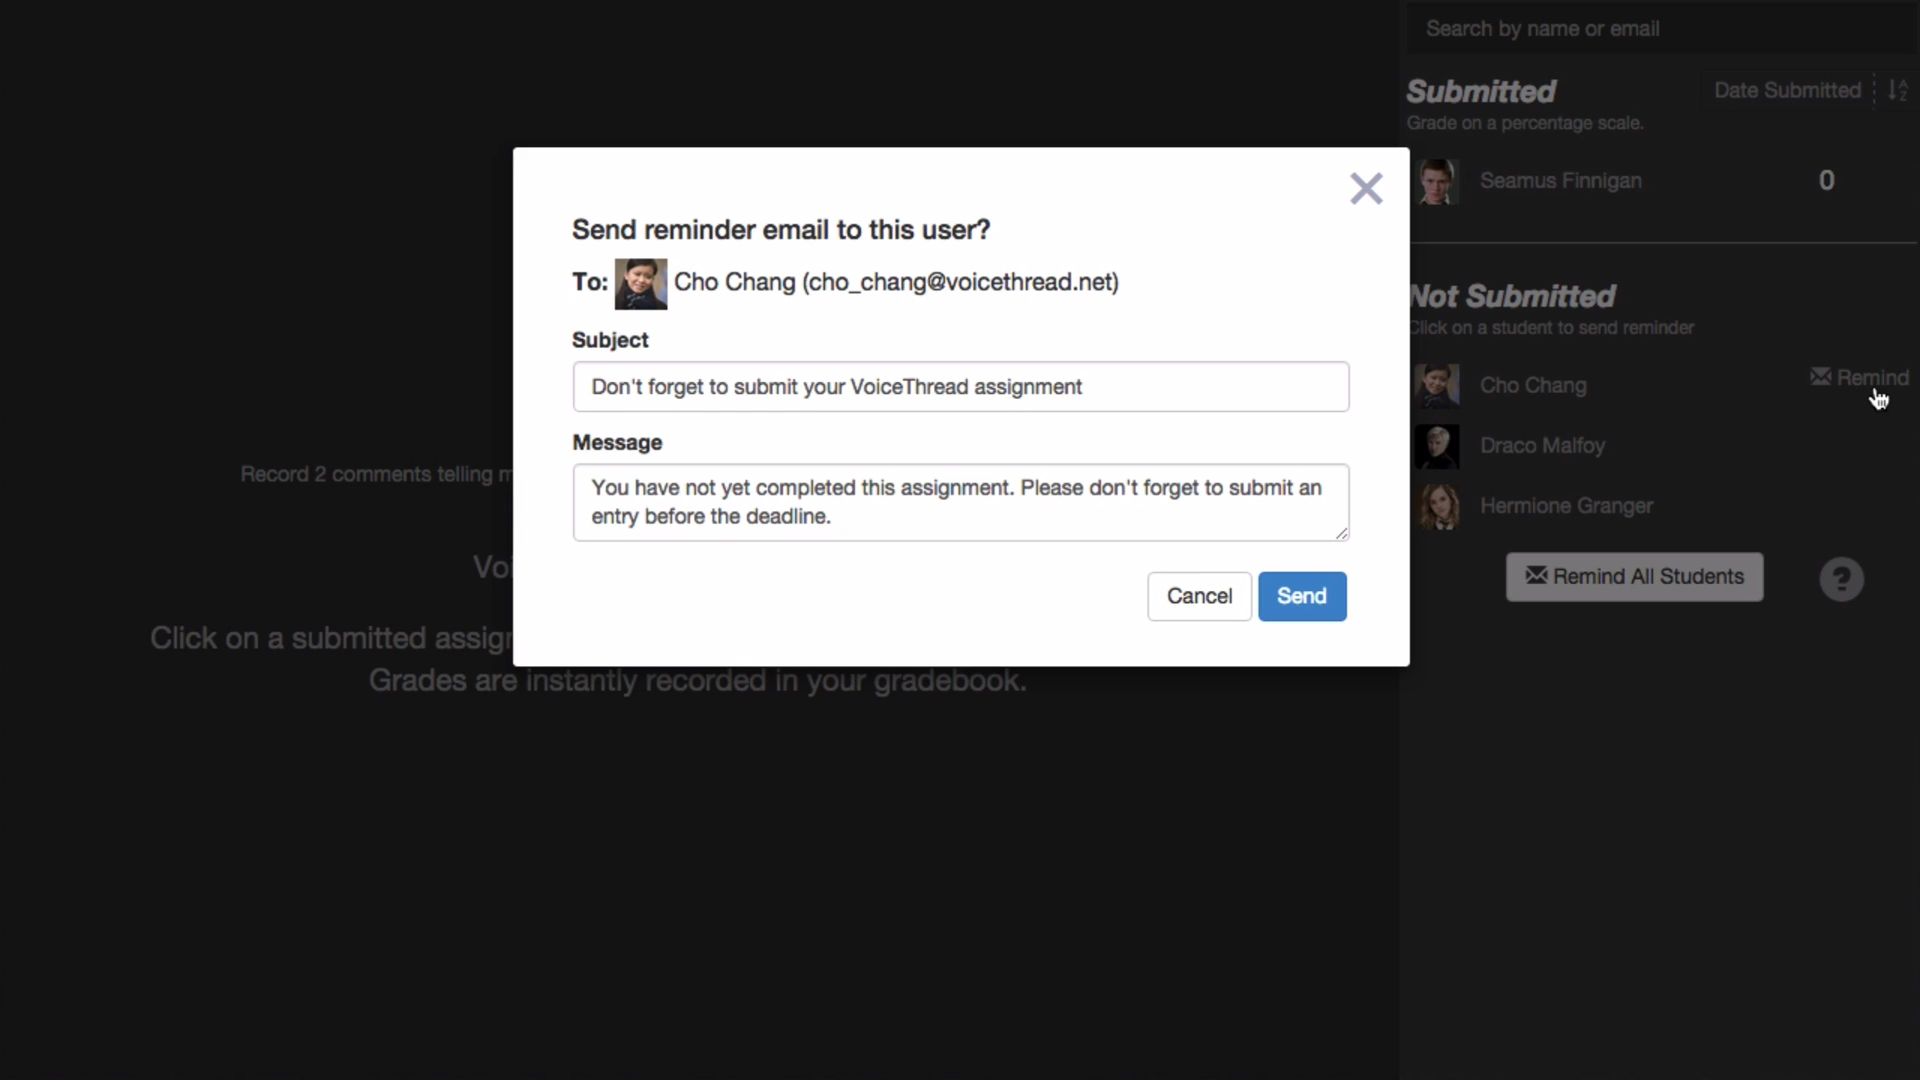 Search by name or email
Submitted
Date Submitted
Grade on a percentage scale.
Seamus Finnigan 0
Not Submitted
Click on a student to send reminder
Cho Chang
Remind
Draco Malfoy
Hermione Granger
Remind All Students
?
Send reminder email to this user?
To: Cho Chang (cho_chang@voicethread.net)
Subject
Don't forget to submit your VoiceThread assignment
Message
You have not yet completed this assignment. Please don't forget to submit an
entry before the deadline.
Cancel Send
Record 2 comments telling
Click on a submitted
Grades are instantly recorded in your gradebook.